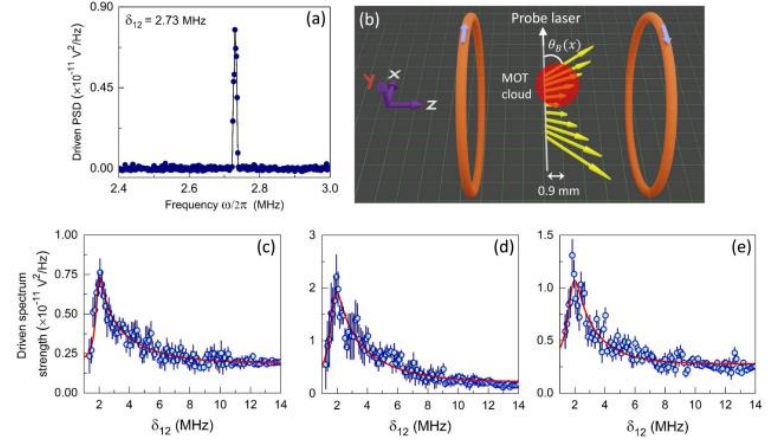 (a)
δ₁₂ = 2.73 MHz
Driven PSD (×10⁻¹¹ V²/Hz)
0.90
0.45
0.00
2.4 2.6 2.8 3.0
Frequency ω/2π (MHz)
(b)
Probe laser
θ_B(x)
MOT
cloud
y x z
0.9 mm
(c)
Driven spectrum
strength (×10⁻¹¹ V²/Hz)
1.00
0.75
0.50
0.25
0.00
2 4 6 8 10 12 14
δ₁₂ (MHz)
(d)
3
2
1
0
2 4 6 8 10 12 14
δ₁₂ (MHz)
(e)
1.5
1.0
0.5
0.0
2 4 6 8 10 12 14
δ₁₂ (MHz)